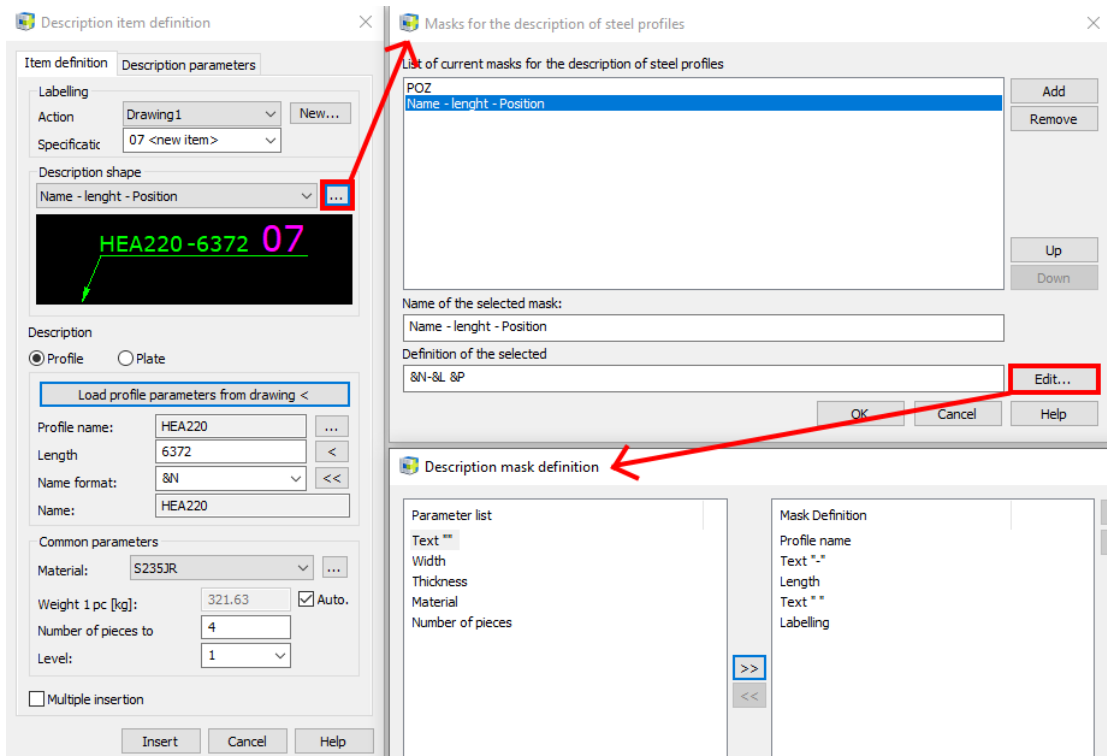 Description item definition
Item definition
Description parameters
Labelling
Action
Drawing1
New...
Specificatic
07 <new item>
Description shape
Name - lenght - Position
...
HEA220-6372 07
Description
Profile
Plate
Load profile parameters from drawing <
Profile name:
HEA220
...
Length
6372
<
Name format:
&N
<<
Name:
HEA220
Common parameters
Material:
S235JR
...
Weight 1 pc [kg]:
321.63
Auto.
Number of pieces to
4
Level:
1
Multiple insertion
Insert
Cancel
Help
Masks for the description of steel profiles
List of current masks for the description of steel profiles
POZ
Name - lenght - Position
Add
Remove
Up
Down
Name of the selected mask:
Name - lenght - Position
Definition of the selected
&N-&L &P
Edit...
OK
Cancel
Help
Description mask definition
Parameter list
Text ""
Width
Thickness
Material
Number of pieces
>>
<<
Mask Definition
Profile name
Text "-"
Length
Text " "
Labelling